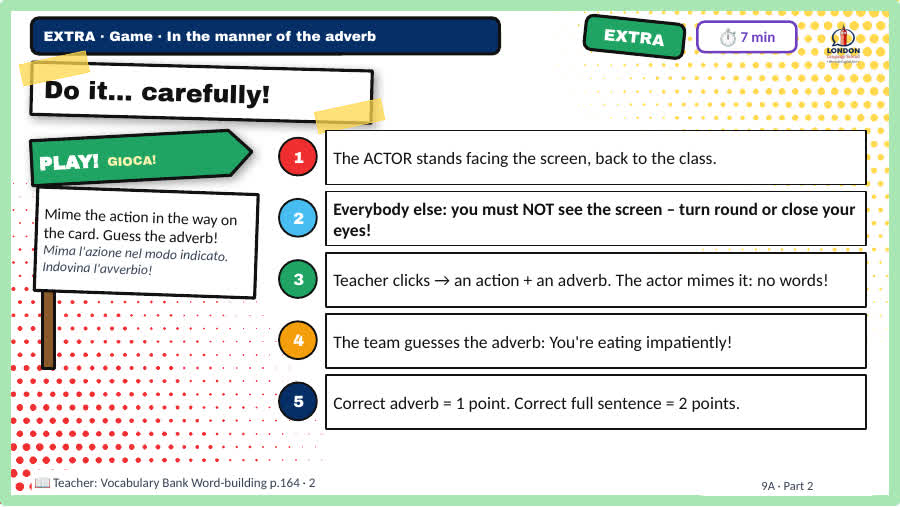 EXTRA · Game · In the manner of the adverb
EXTRA
⏱️ 7 min
LONDON
Do it... carefully!
PLAY! GIOCA!
Mime the action in the way on
the card. Guess the adverb!
Mima l'azione nel modo indicato.
Indovina l'avverbio!
1
The ACTOR stands facing the screen, back to the class.
2
Everybody else: you must NOT see the screen – turn round or close your
eyes!
3
Teacher clicks → an action + an adverb. The actor mimes it: no words!
4
The team guesses the adverb: You're eating impatiently!
5
Correct adverb = 1 point. Correct full sentence = 2 points.
📖 Teacher: Vocabulary Bank Word-building p.164 · 2
9A · Part 2